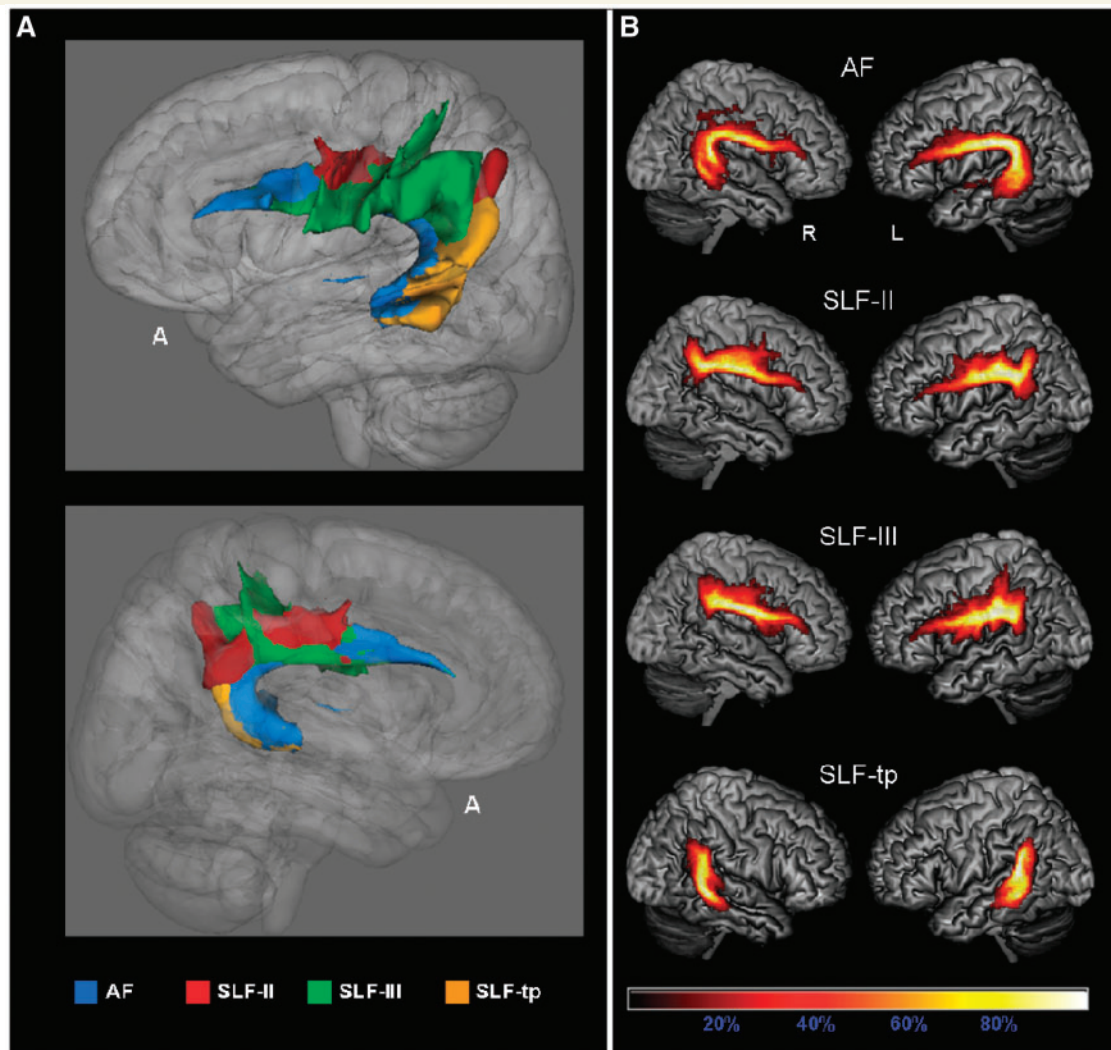 A
A
A
AF SLF-II SLF-III SLF-tp
B
AF
R L
SLF-II
SLF-III
SLF-tp
20% 40% 60% 80%